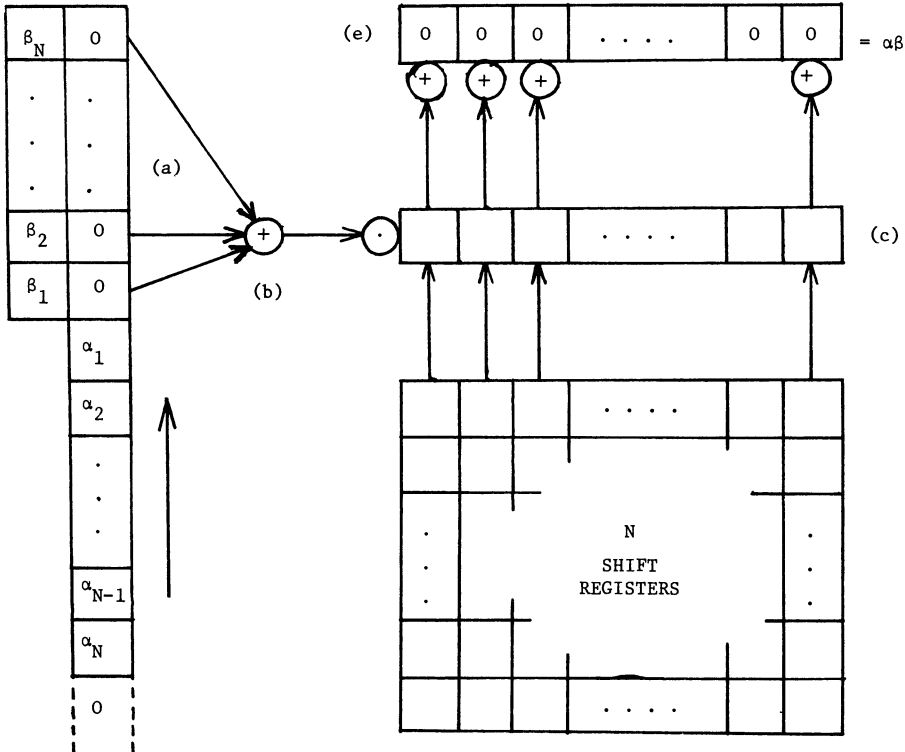 β_N 0
. .
. .
. .
β_2 0
β_1 0
α_1
α_2
.
.
.
α_{N-1}
α_N
0
(a)
(b)
+
.
(e)
0 0 0 . . . . 0 0
= αβ
+ + + +
. . . .
(c)
. . . .
. .
. .
. .
N
SHIFT
REGISTERS
. . . .